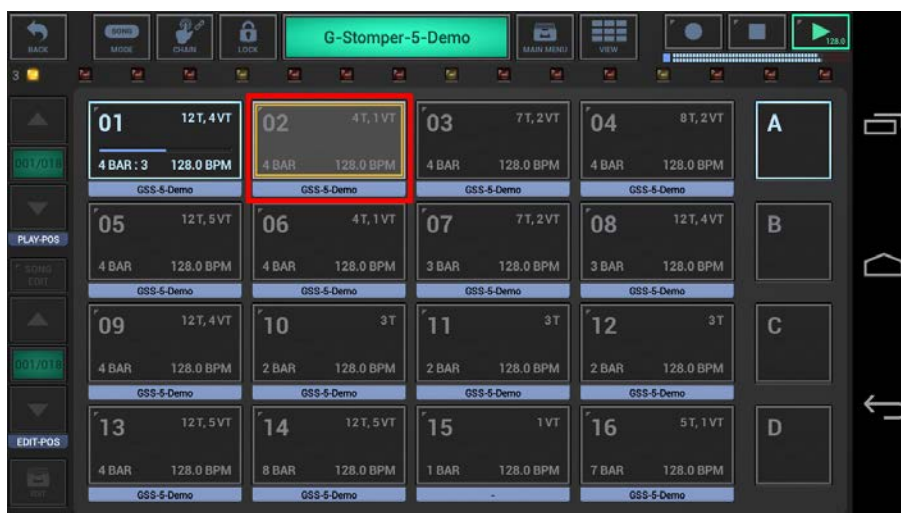 BACK
SONG
MODE
CHAIN
LOCK
G-Stomper-5-Demo
MAIN MENU
VIEW
128.0
3
01 12T, 4VT
4 BAR : 3 128.0 BPM
GSS-5-Demo
02 4T, 1VT
4 BAR 128.0 BPM
GSS-5-Demo
03 7T, 2VT
4 BAR 128.0 BPM
GSS-5-Demo
04 8T, 2VT
4 BAR 128.0 BPM
GSS-5-Demo
A
001/018
PLAY-POS
05 12T, 5VT
4 BAR 128.0 BPM
GSS-5-Demo
06 4T, 1VT
4 BAR 128.0 BPM
GSS-5-Demo
07 7T, 2VT
3 BAR 128.0 BPM
GSS-5-Demo
08 12T, 4VT
3 BAR 128.0 BPM
GSS-5-Demo
B
SONG
EDIT
09 12T, 4VT
4 BAR 128.0 BPM
GSS-5-Demo
10 3T
2 BAR 128.0 BPM
GSS-5-Demo
11 3T
2 BAR 128.0 BPM
GSS-5-Demo
12 3T
2 BAR 128.0 BPM
GSS-5-Demo
C
001/018
EDIT-POS
13 12T, 5VT
4 BAR 128.0 BPM
GSS-5-Demo
14 12T, 5VT
8 BAR 128.0 BPM
GSS-5-Demo
15 1VT
1 BAR 128.0 BPM
-
16 5T, 1VT
7 BAR 128.0 BPM
GSS-5-Demo
D